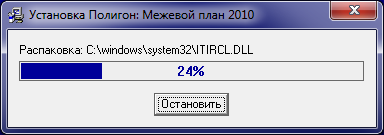 Установка Полигон: Межевой план 2010
Распаковка: C:\windows\system32\ITIRCL.DLL
24%
Остановить